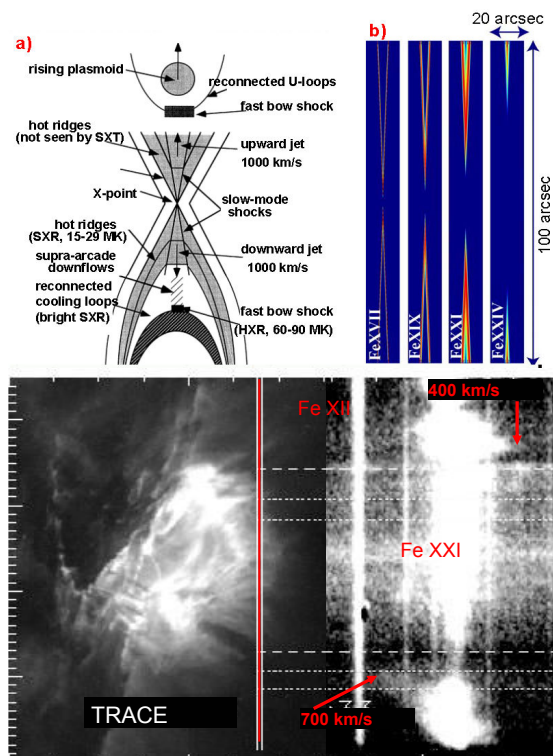 a)
rising plasmoid
reconnected U-loops
fast bow shock
hot ridges
(not seen by SXT)
upward jet
1000 km/s
X-point
slow-mode
shocks
hot ridges
(SXR, 15-29 MK)
supra-arcade
downflows
downward jet
1000 km/s
reconnected
cooling loops
(bright SXR)
fast bow shock
(HXR, 60-90 MK)
b)
20 arcsec
100 arcsec
FeXVII
FeXIX
FeXXI
FeXXIV
Fe XII
400 km/s
Fe XXI
TRACE
700 km/s